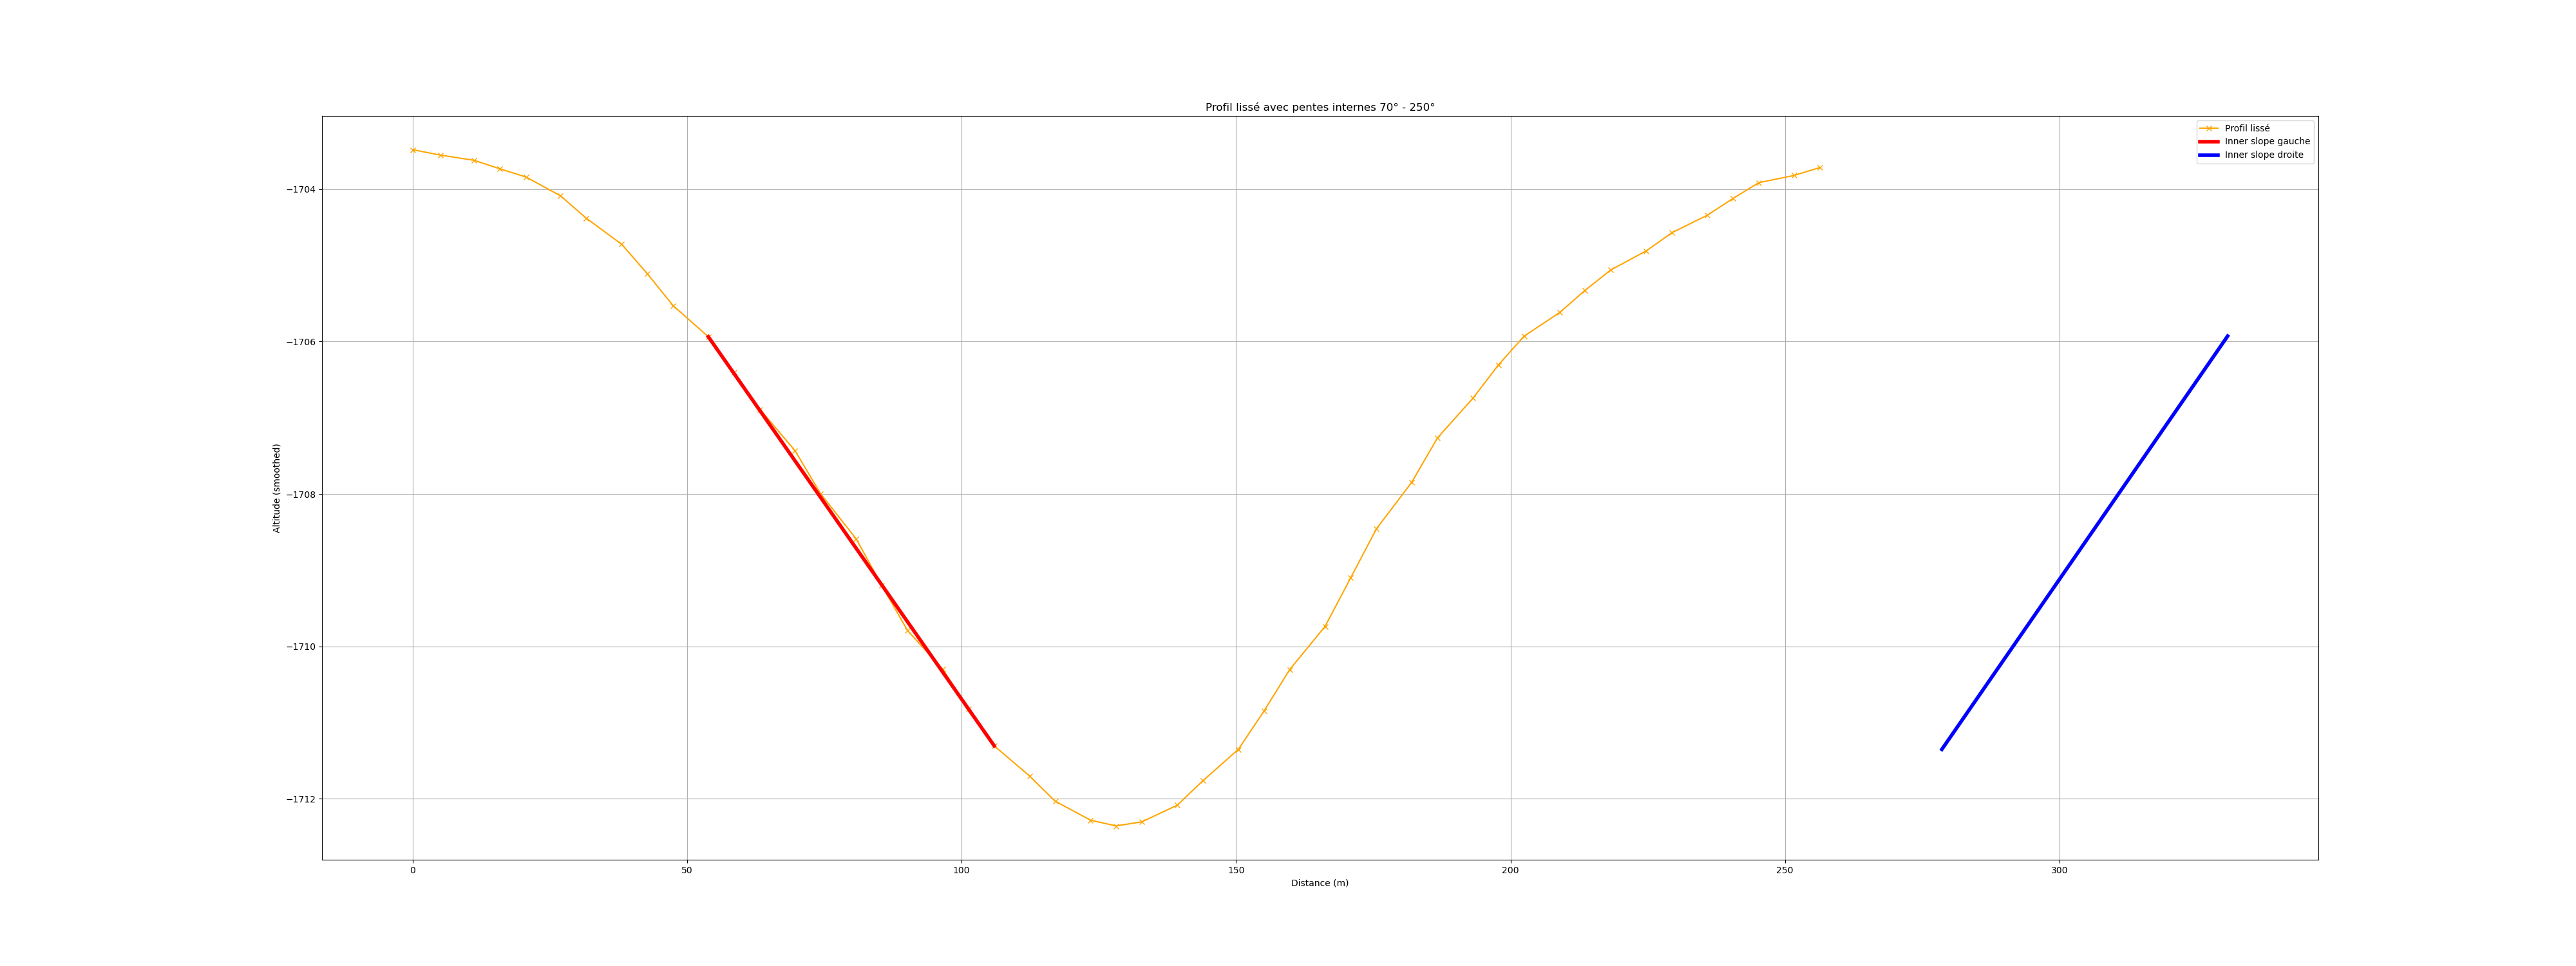 Profil lissé avec pentes internes 70° - 250°
Profil lissé
Inner slope gauche
Inner slope droite
−1704
−1706
−1708
−1710
−1712
Altitude (smoothed)
0
50
100
150
200
250
300
Distance (m)